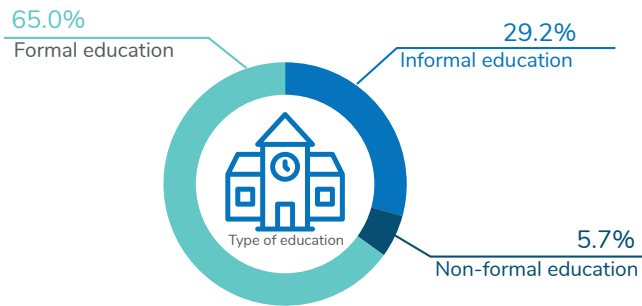 65.0%
Formal education
29.2%
Informal education
Type of education
5.7%
Non-formal education